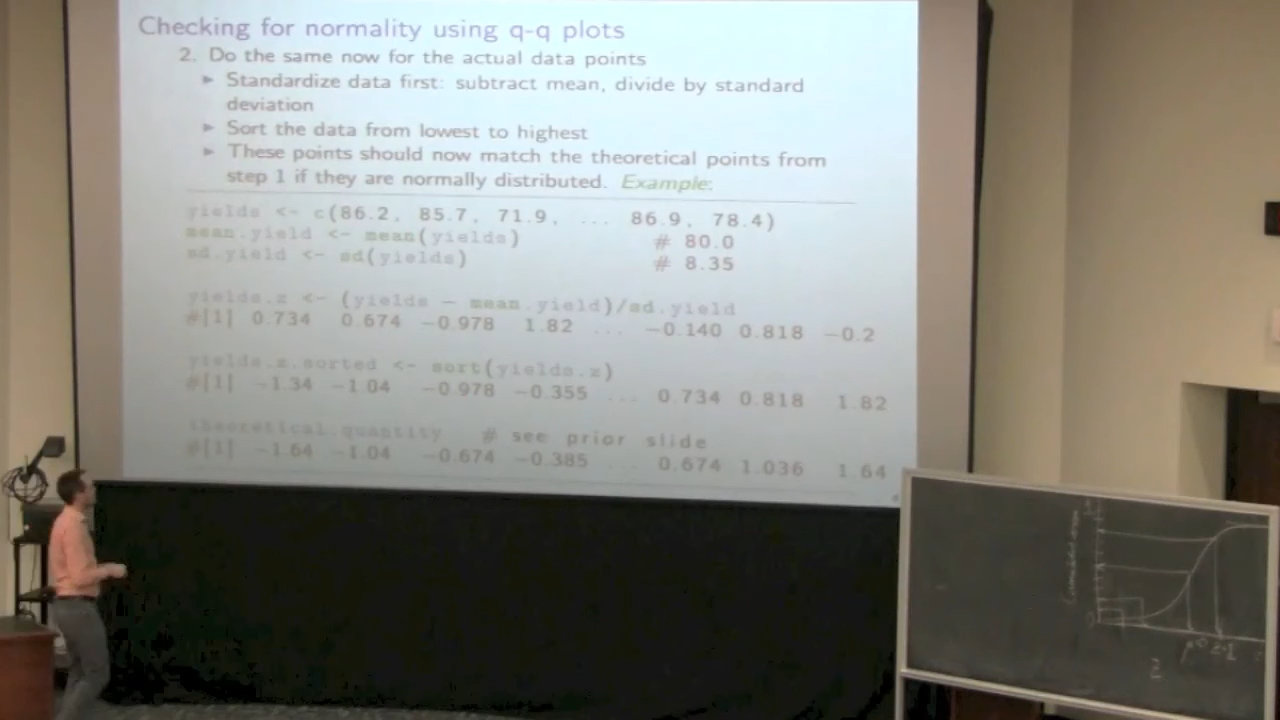 Checking for normality using q-q plots
2. Do the same now for the actual data points
► Standardize data first: subtract mean, divide by standard
deviation
► Sort the data from lowest to highest
► These points should now match the theoretical points from
step 1 if they are normally distributed. Example:
yields <- c(86.2, 85.7, 71.9, ... 86.9, 78.4)
mean.yield <- mean(yields) # 80.0
sd.yield <- sd(yields) # 8.35
yields.z <- (yields - mean.yield)/sd.yield
#[1] 0.734 0.674 -0.978 1.82 ... -0.140 0.818 -0.2
yields.z.sorted <- sort(yields.z)
#[1] -1.34 -1.04 -0.978 -0.355 ... 0.734 0.818 1.82
theoretical.quantity # see prior slide
#[1] -1.64 -1.04 -0.674 -0.385 ... 0.674 1.036 1.64